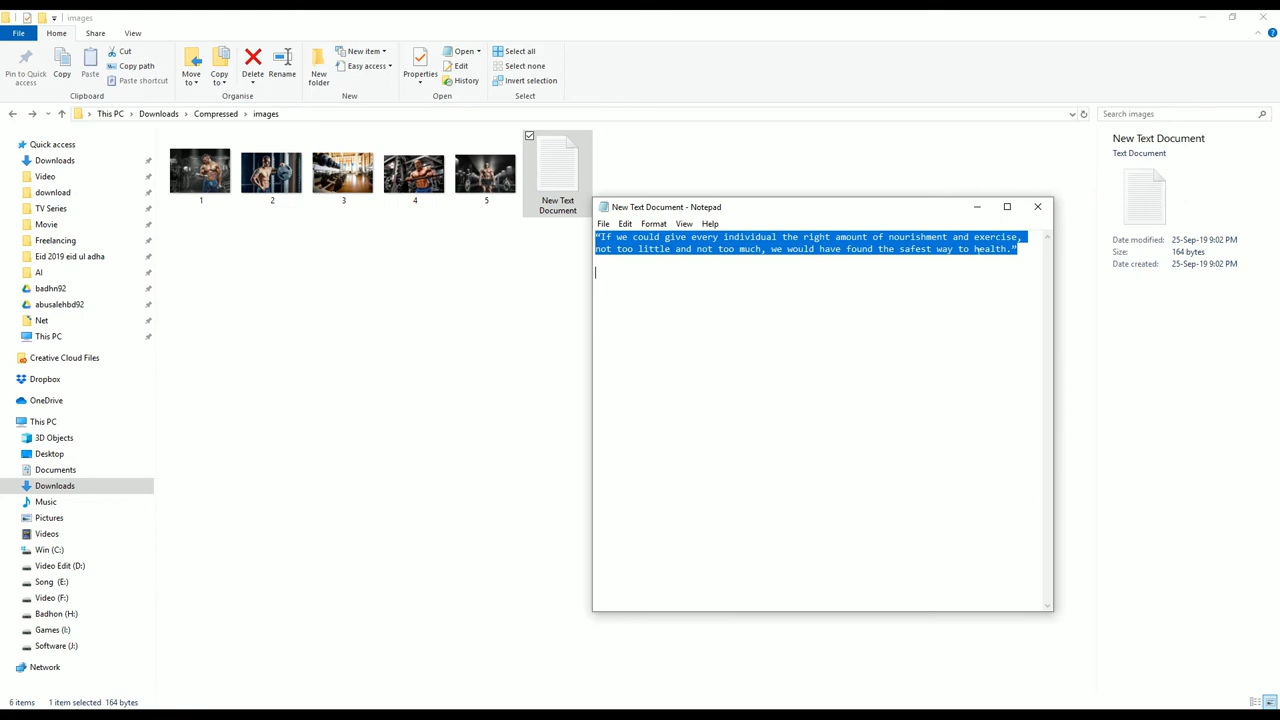 images
File
Home
Share
View
Pin to Quick access
Copy
Paste
Cut
Copy path
Paste shortcut
Clipboard
Move to
Copy to
Delete
Rename
Organise
New folder
New item
Easy access
New
Properties
Open
Edit
History
Open
Select all
Select none
Invert selection
Select
This PC
Downloads
Compressed
images
Search images
Quick access
Downloads
Video
download
TV Series
Movie
Freelancing
Eid 2019 eid ul adha
AI
badhn92
abusalehbd92
Net
This PC
Creative Cloud Files
Dropbox
OneDrive
This PC
3D Objects
Desktop
Documents
Downloads
Music
Pictures
Videos
Win (C:)
Video Edit (D:)
Song (E:)
Video (F:)
Badhon (H:)
Games (I:)
Software (J:)
Network
1
2
3
4
5
New Text
Document
New Text Document - Notepad
File Edit Format View Help
“If we could give every individual the right amount of nourishment and exercise,
not too little and not too much, we would have found the safest way to health.”
New Text Document
Text Document
Date modified: 25-Sep-19 9:02 PM
Size: 164 bytes
Date created: 25-Sep-19 9:02 PM
6 items 1 item selected 164 bytes